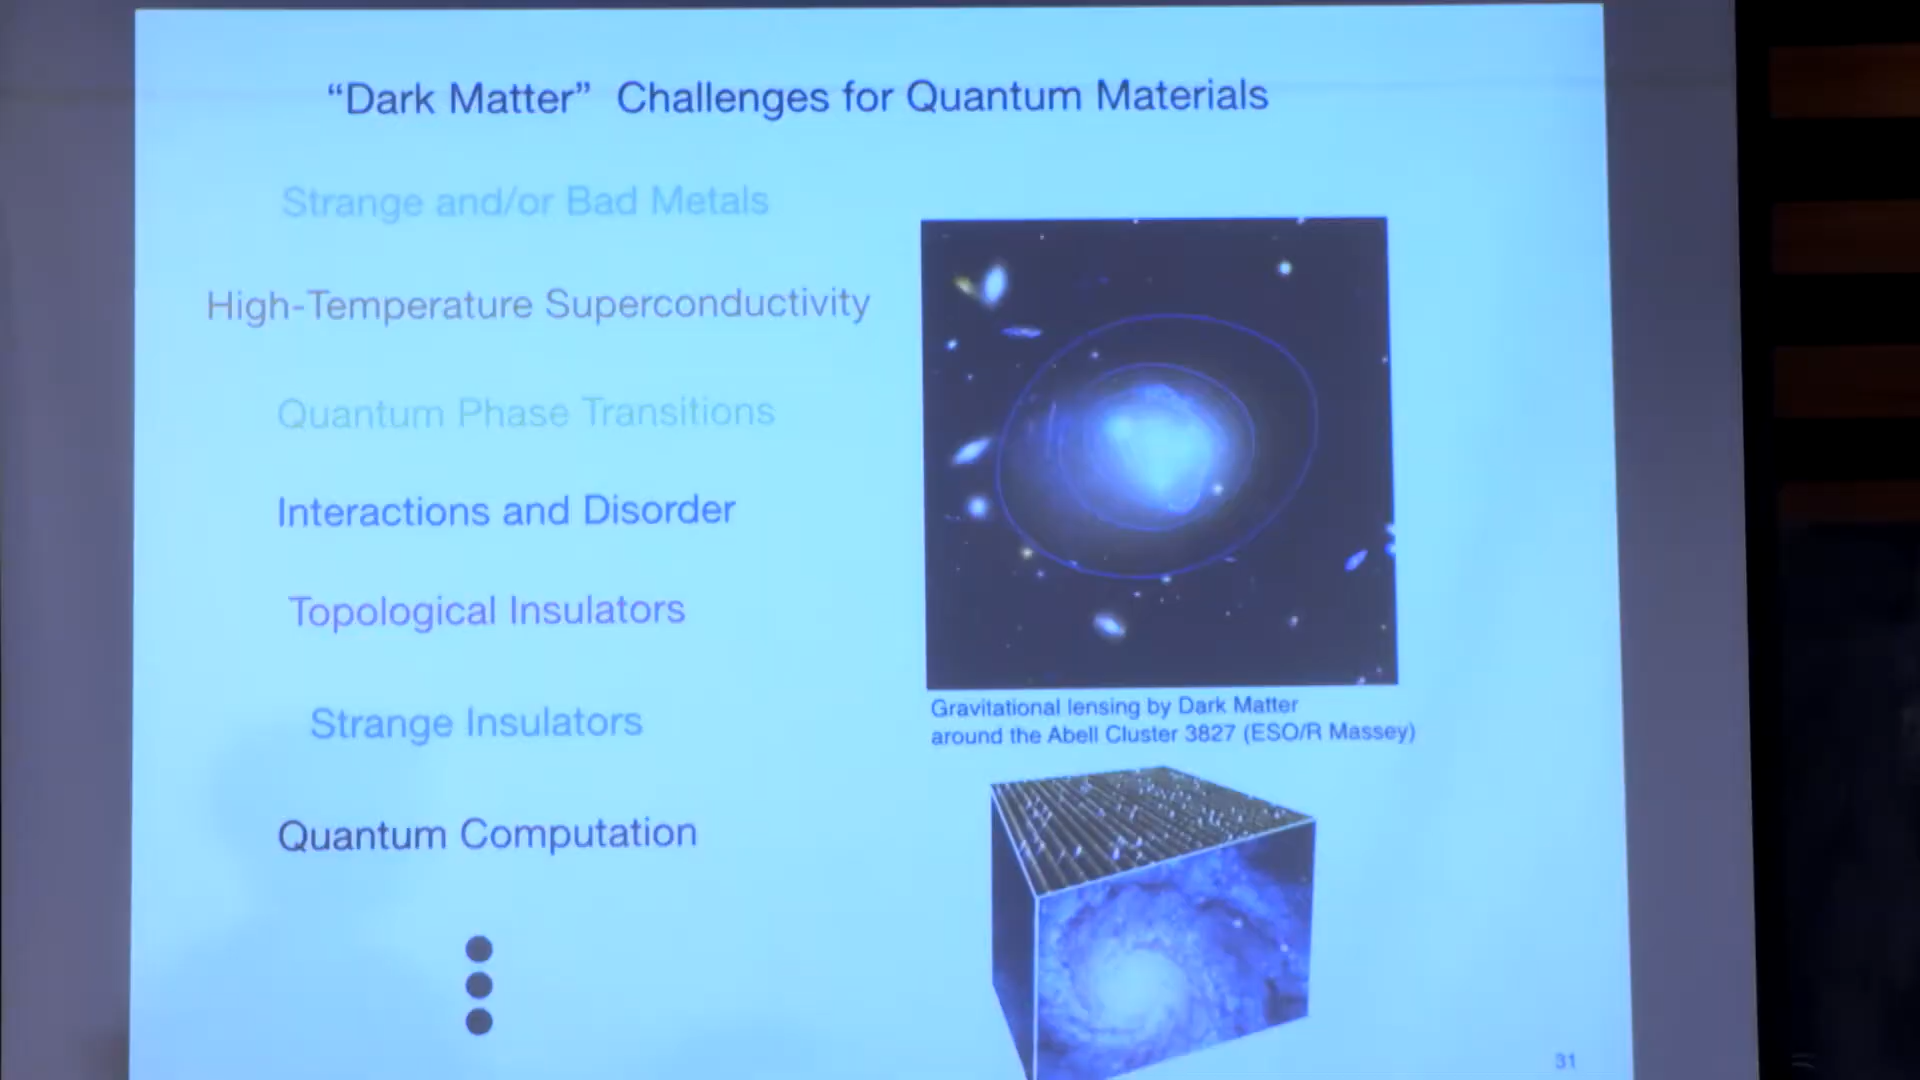 “Dark Matter” Challenges for Quantum Materials
Strange and/or Bad Metals
High-Temperature Superconductivity
Quantum Phase Transitions
Interactions and Disorder
Topological Insulators
Strange Insulators
Quantum Computation
Gravitational lensing by Dark Matter
around the Abell Cluster 3827 (ESO/R Massey)
31